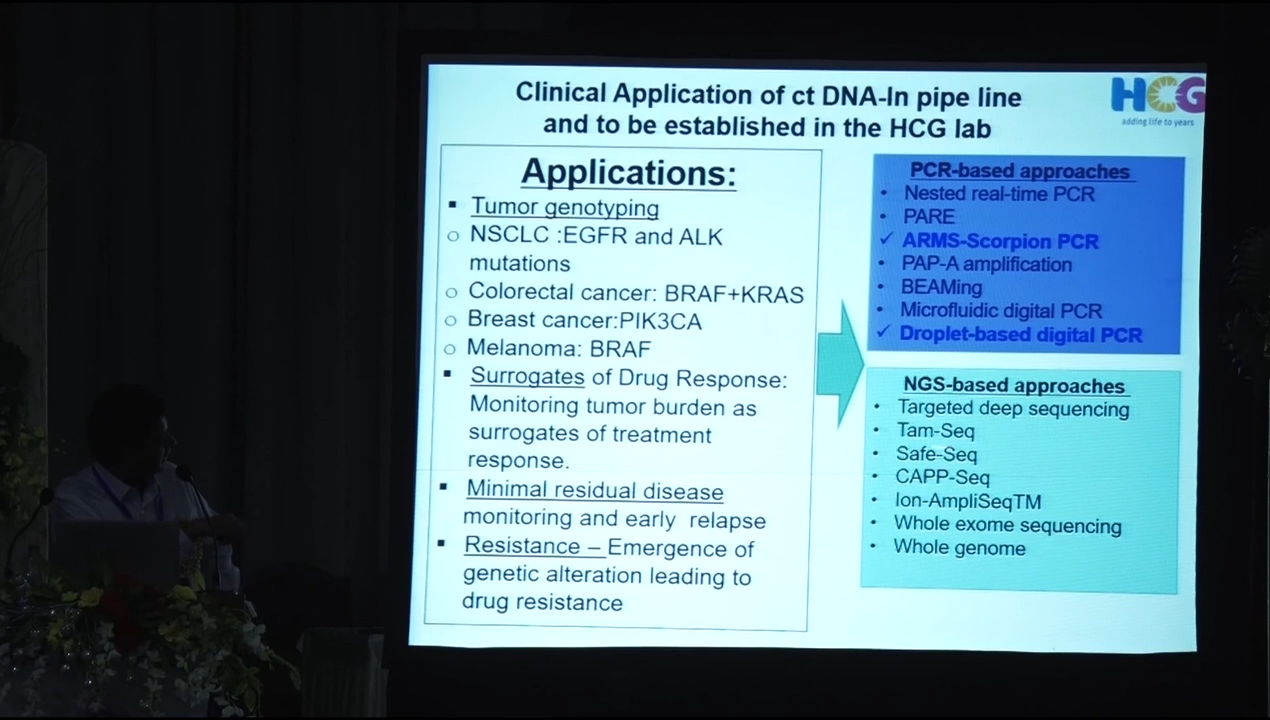 Clinical Application of ct DNA-In pipe line
and to be established in the HCG lab
HCG
adding life to years
Applications:
▪ Tumor genotyping
○ NSCLC :EGFR and ALK
mutations
○ Colorectal cancer: BRAF+KRAS
○ Breast cancer:PIK3CA
○ Melanoma: BRAF
▪ Surrogates of Drug Response:
Monitoring tumor burden as
surrogates of treatment
response.
▪ Minimal residual disease
monitoring and early relapse
▪ Resistance – Emergence of
genetic alteration leading to
drug resistance
PCR-based approaches
• Nested real-time PCR
• PARE
✓ ARMS-Scorpion PCR
• PAP-A amplification
• BEAMing
• Microfluidic digital PCR
✓ Droplet-based digital PCR
NGS-based approaches
• Targeted deep sequencing
• Tam-Seq
• Safe-Seq
• CAPP-Seq
• Ion-AmpliSeqTM
• Whole exome sequencing
• Whole genome